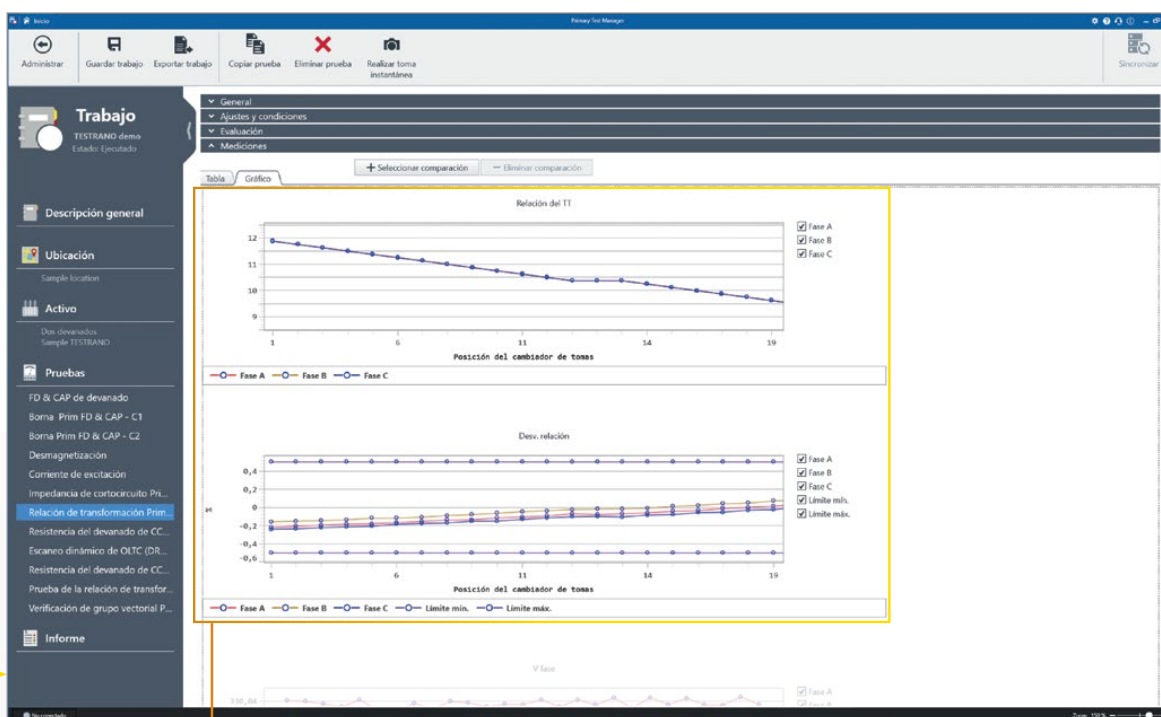 Inicio
Primary Test Manager
Administrar
Guardar trabajo
Exportar trabajo
Copiar prueba
Eliminar prueba
Realizar toma
instantánea
Sincronizar
Trabajo
TESTRANO demo
Estado: Ejecutado
Descripción general
Ubicación
Sample location
Activo
Dos devanados
Sample TESTRANO
Pruebas
FD & CAP de devanado
Borna Prim FD & CAP - C1
Borna Prim FD & CAP - C2
Desmagnetización
Corriente de excitación
Impedancia de cortocircuito Pri...
Relación de transformación Prim...
Resistencia del devanado de CC...
Escaneo dinámico de OLTC (DR...
Resistencia del devanado de CC...
Prueba de la relación de transfor...
Verificación de grupo vectorial P...
Informe
General
Ajustes y condiciones
Evaluación
Mediciones
+ Seleccionar comparación
− Eliminar comparación
Tabla
Gráfico
Relación del TT
12
11
10
9
1 6 11 14 19
Posición del cambiador de tomas
Fase A
Fase B
Fase C
Fase A Fase B Fase C
Desv. relación
%
0,4
0,2
0
-0,2
-0,4
-0,6
1 6 11 14 19
Posición del cambiador de tomas
Fase A
Fase B
Fase C
Límite mín.
Límite máx.
Fase A Fase B Fase C Límite mín. Límite máx.
V fase
Fase A
Fase B
No conectado
Zoom 150 %